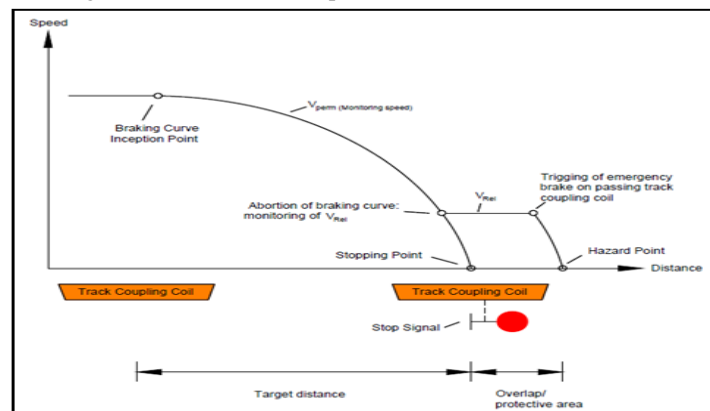 Speed
V perm (Monitoring speed)
Braking Curve
Inception Point
Trigging of emergency
brake on passing track
coupling coil
Abortion of braking curve:
monitoring of VRel
VRel
Stopping Point
Hazard Point
Distance
Track Coupling Coil
Track Coupling Coil
Stop Signal
Target distance
Overlap/
protective area